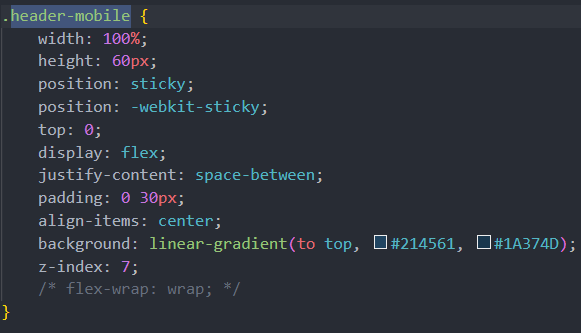 .header-mobile {
width: 100%;
height: 60px;
position: sticky;
position: -webkit-sticky;
top: 0;
display: flex;
justify-content: space-between;
padding: 0 30px;
align-items: center;
background: linear-gradient(to top, #214561, #1A374D);
z-index: 7;
/* flex-wrap: wrap; */
}